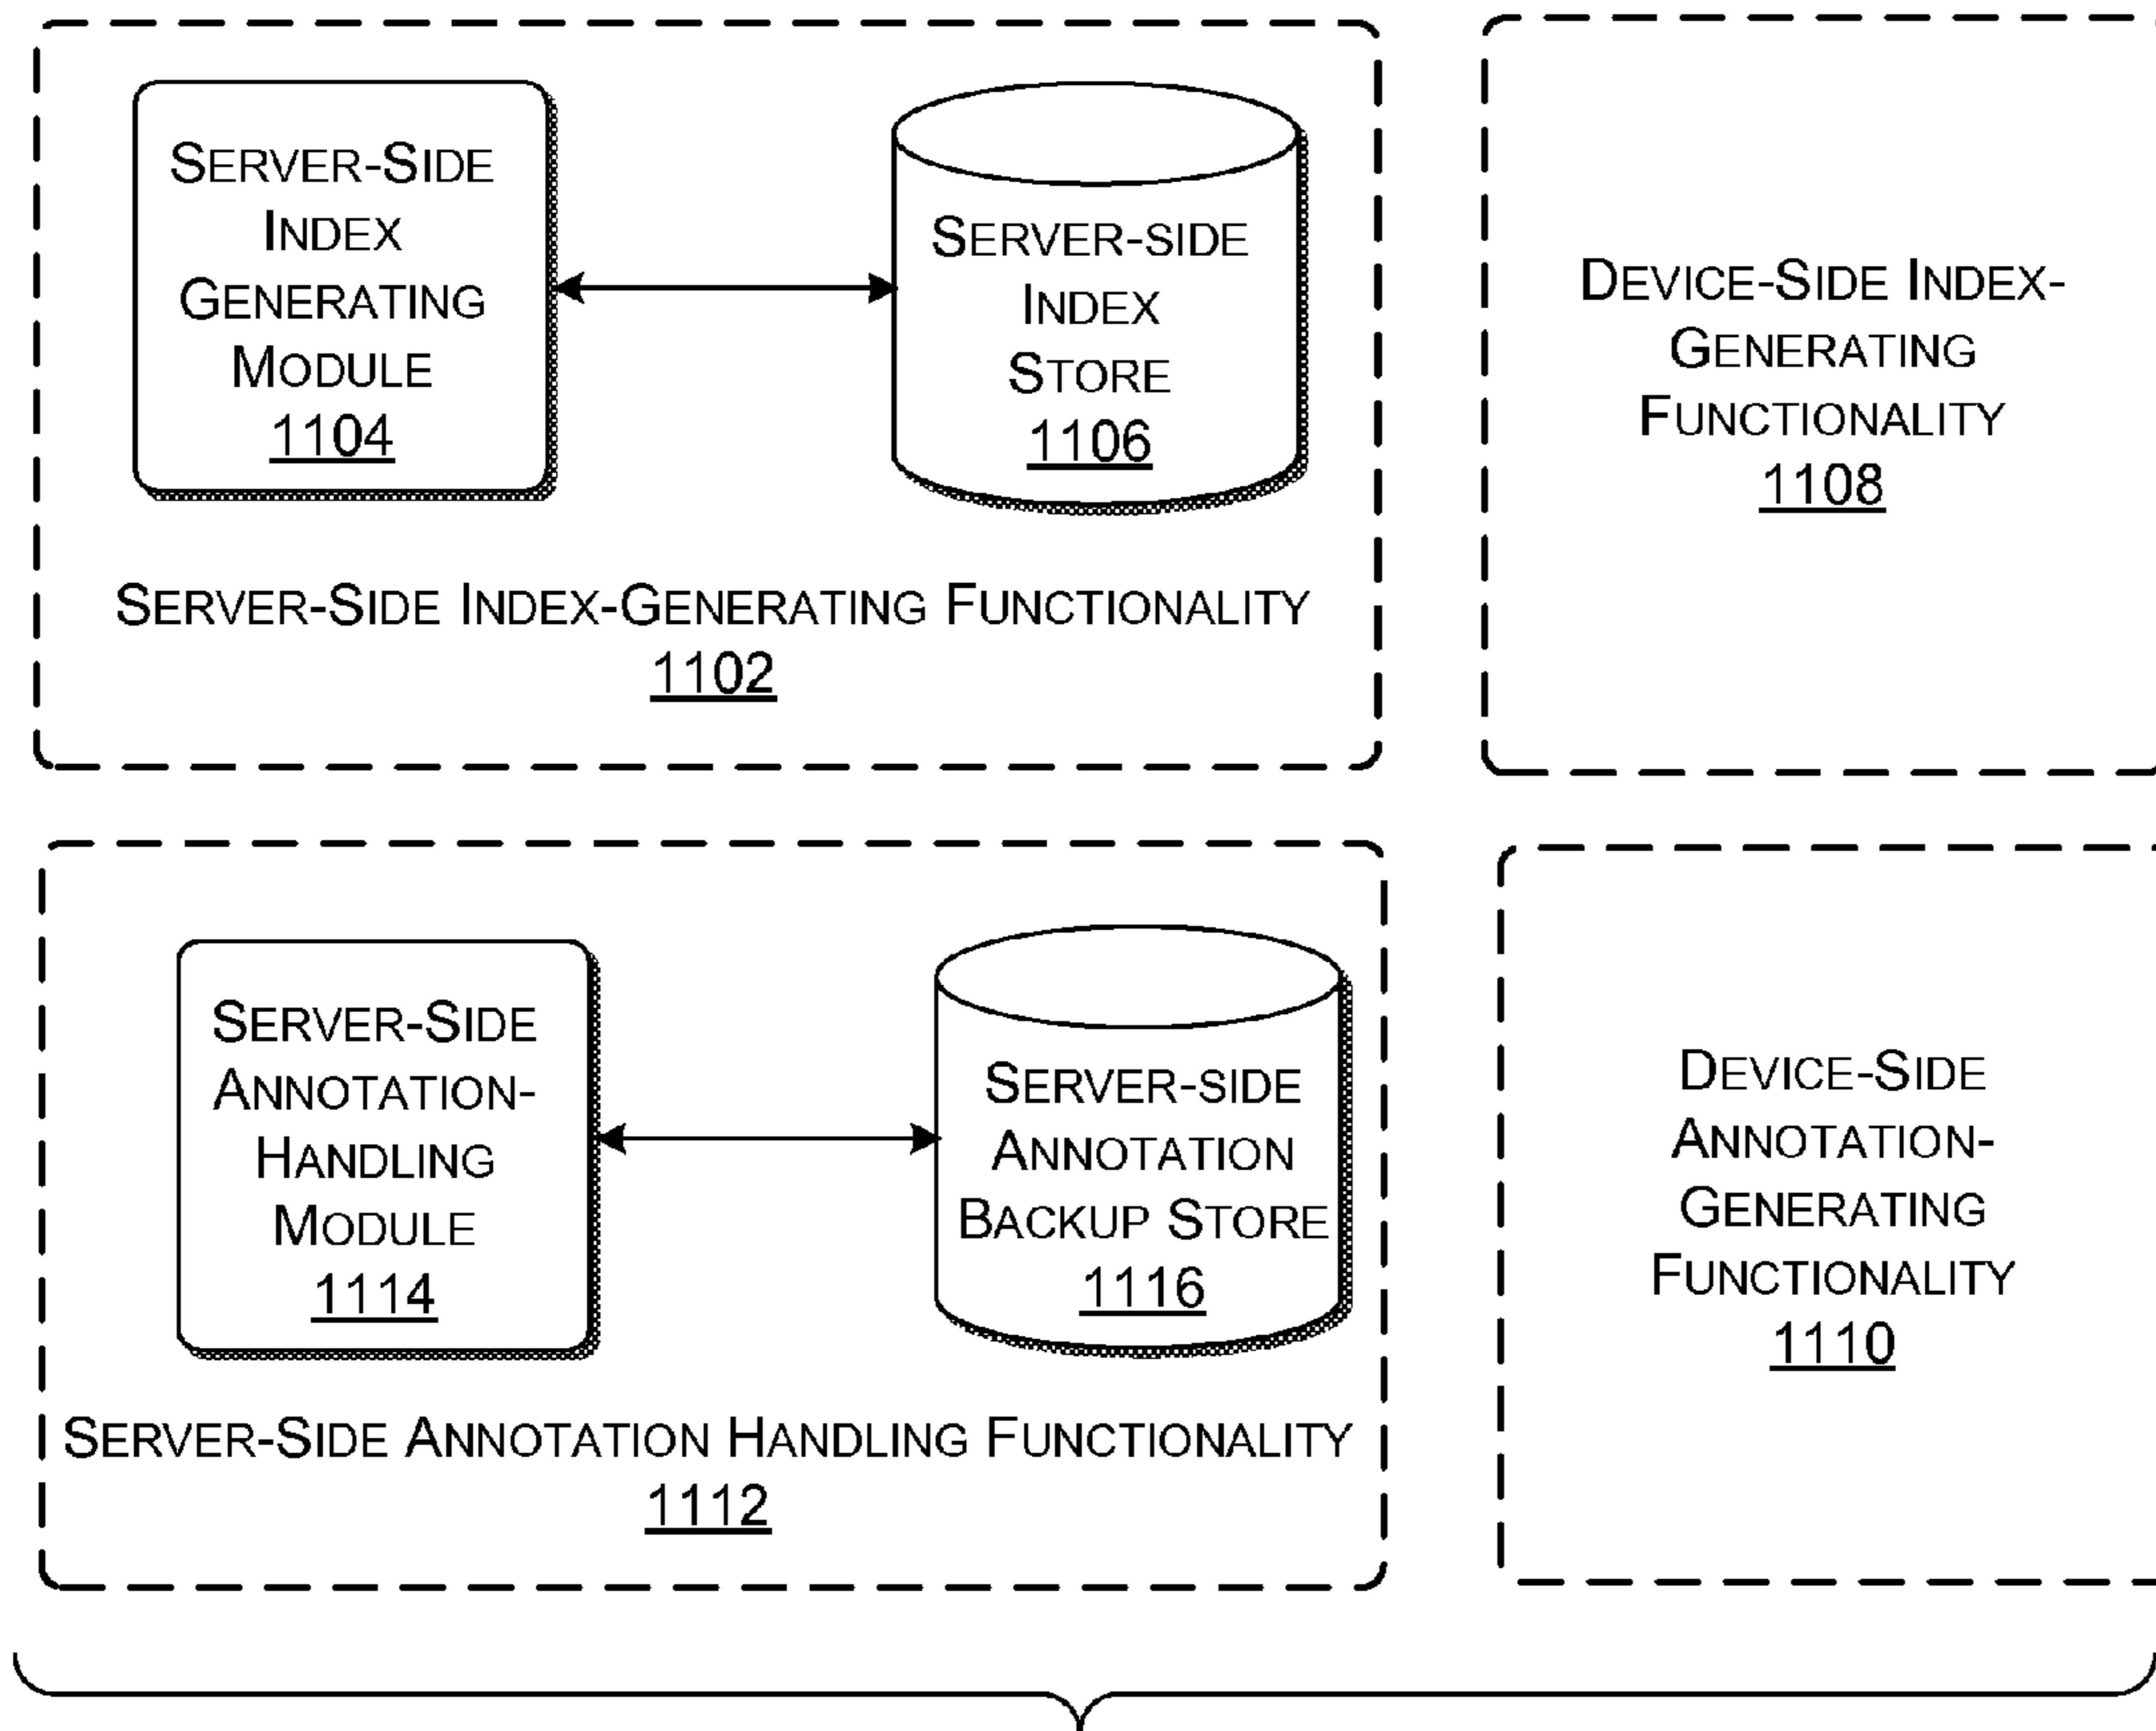 SERVER-SIDE
INDEX
GENERATING
MODULE
1104
SERVER-SIDE
INDEX
STORE
1106
SERVER-SIDE INDEX-GENERATING FUNCTIONALITY
1102
DEVICE-SIDE INDEX-
GENERATING
FUNCTIONALITY
1108
SERVER-SIDE
ANNOTATION-
HANDLING
MODULE
1114
SERVER-SIDE
ANNOTATION
BACKUP STORE
1116
SERVER-SIDE ANNOTATION HANDLING FUNCTIONALITY
1112
DEVICE-SIDE
ANNOTATION-
GENERATING
FUNCTIONALITY
1110